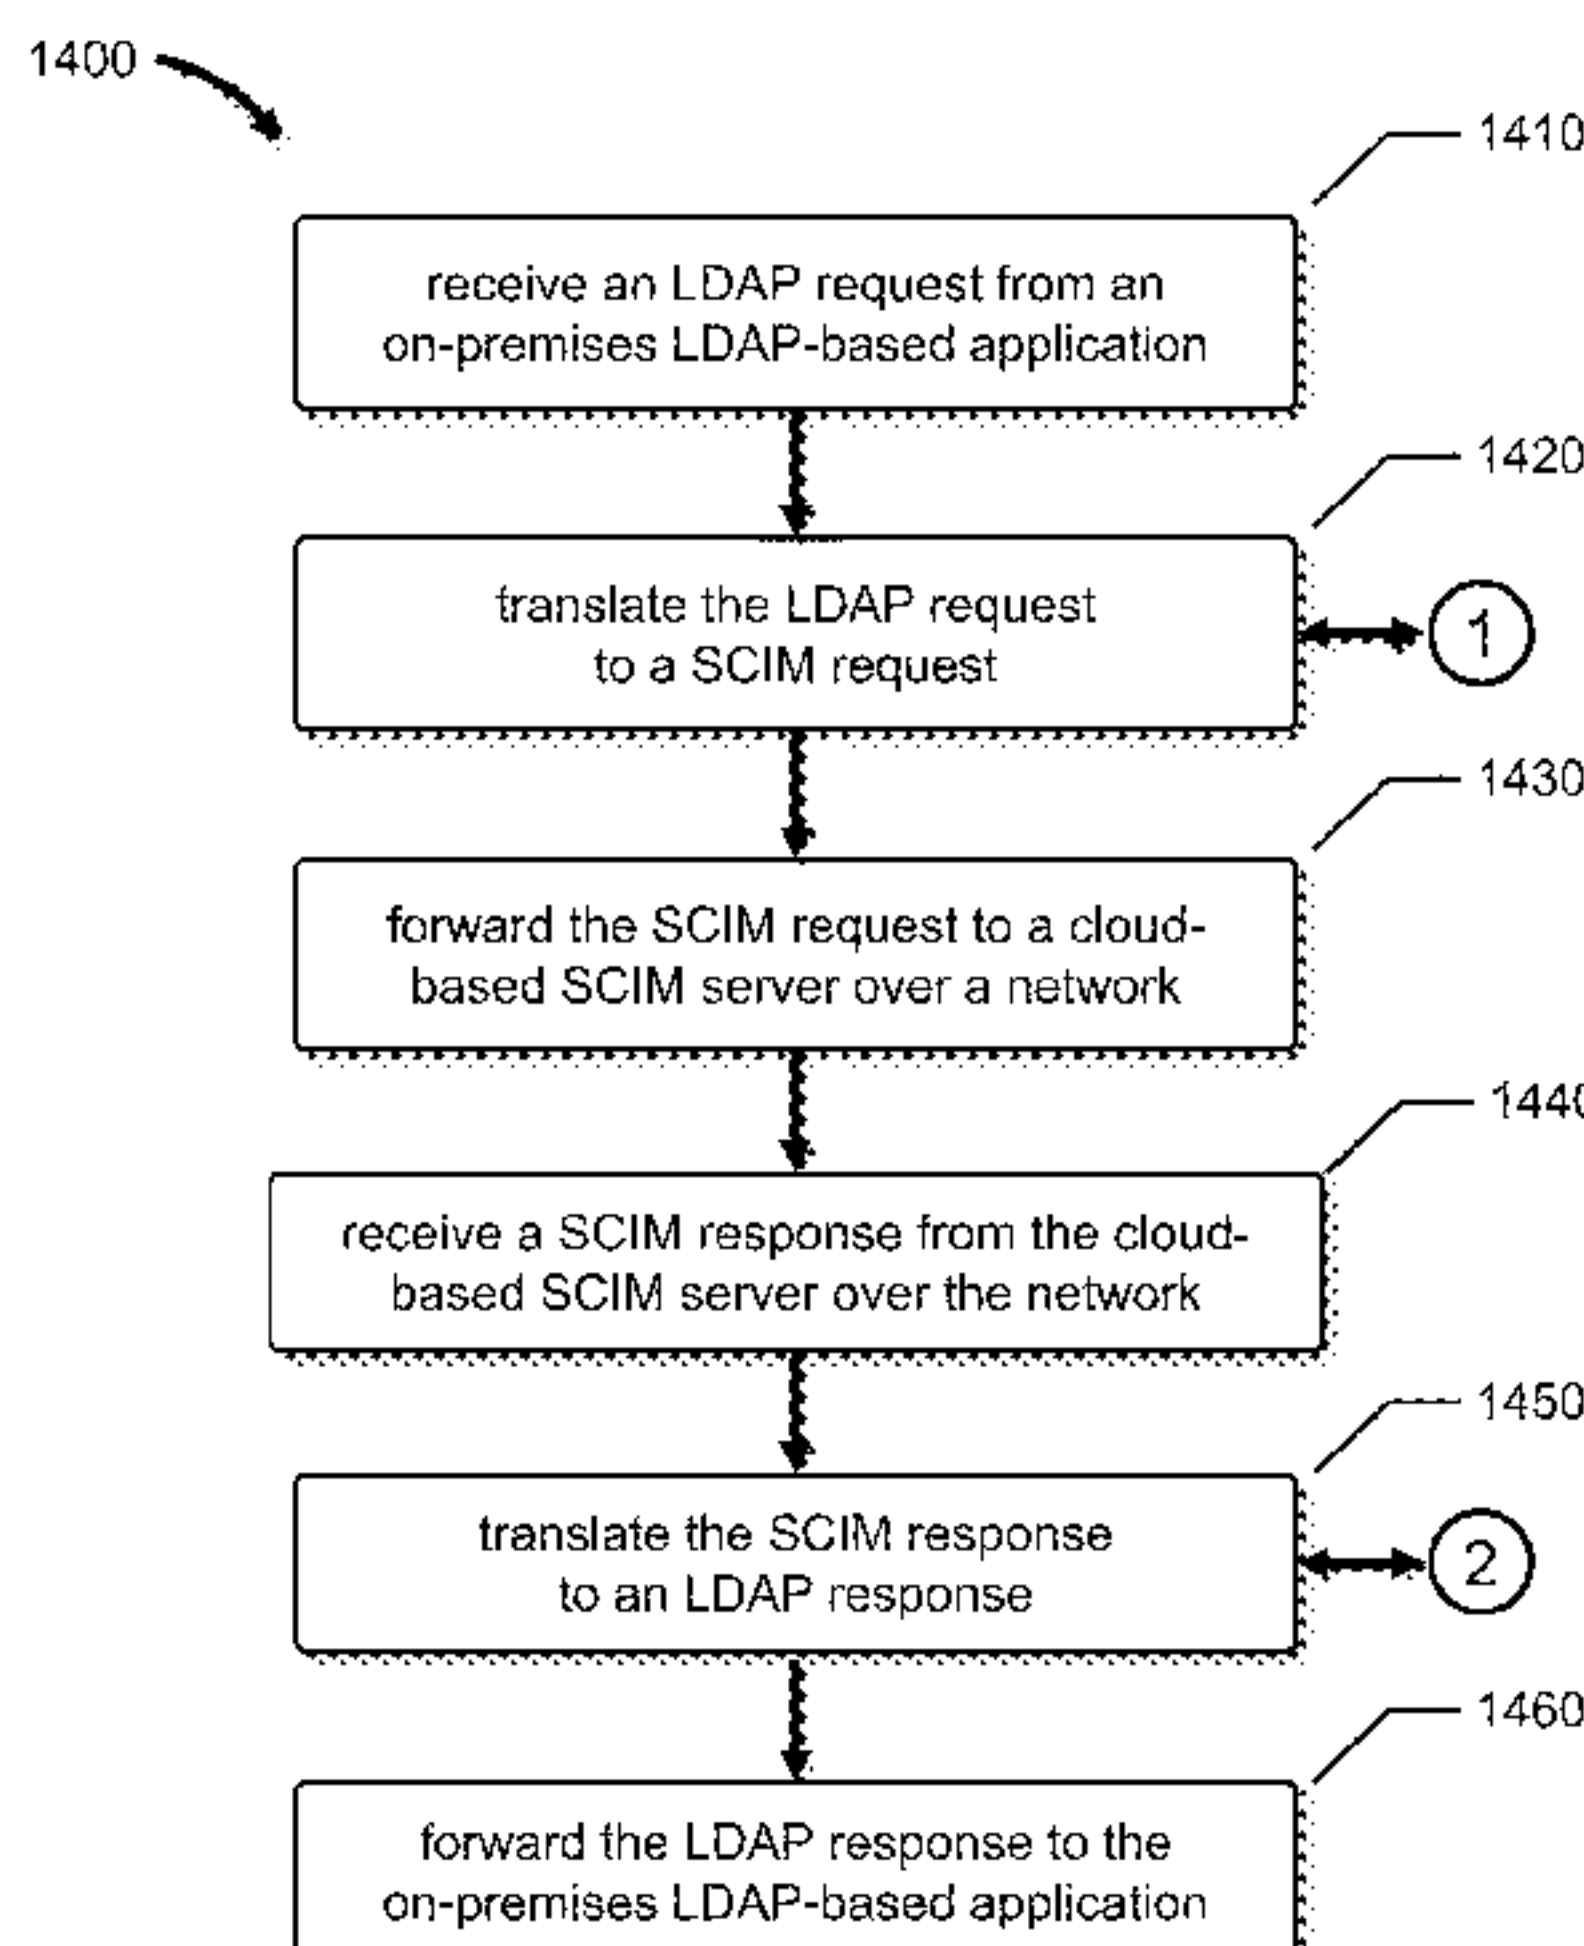 1400
1410
receive an LDAP request from an
on-premises LDAP-based application
1420
translate the LDAP request
to a SCIM request
1
1430
forward the SCIM request to a cloud-
based SCIM server over a network
1440
receive a SCIM response from the cloud-
based SCIM server over the network
1450
translate the SCIM response
to an LDAP response
2
1460
forward the LDAP response to the
on-premises LDAP-based application